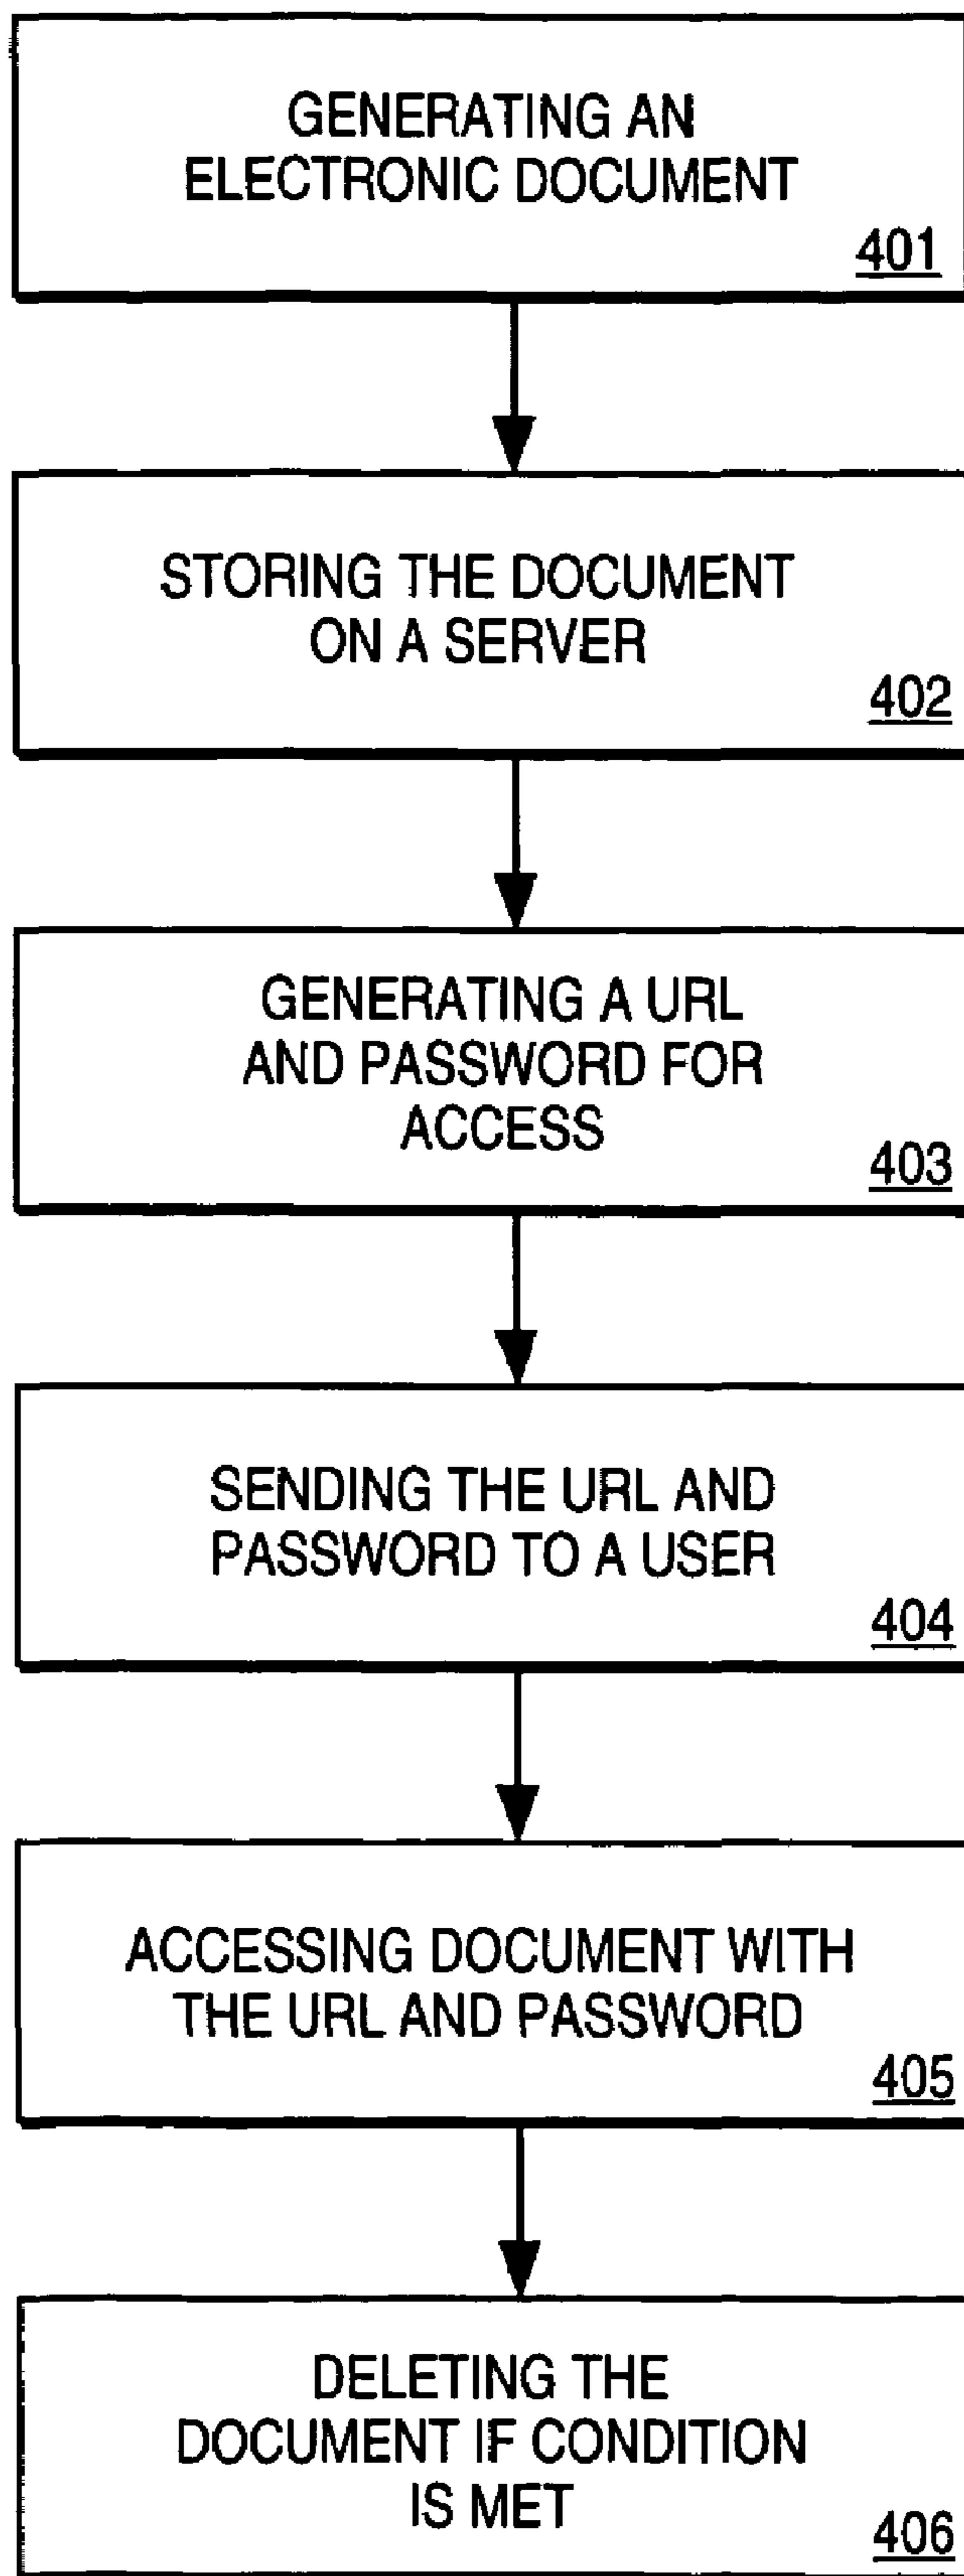 GENERATING AN
ELECTRONIC DOCUMENT
401
STORING THE DOCUMENT
ON A SERVER
402
GENERATING A URL
AND PASSWORD FOR
ACCESS
403
SENDING THE URL AND
PASSWORD TO A USER
404
ACCESSING DOCUMENT WITH
THE URL AND PASSWORD
405
DELETING THE
DOCUMENT IF CONDITION
IS MET
406